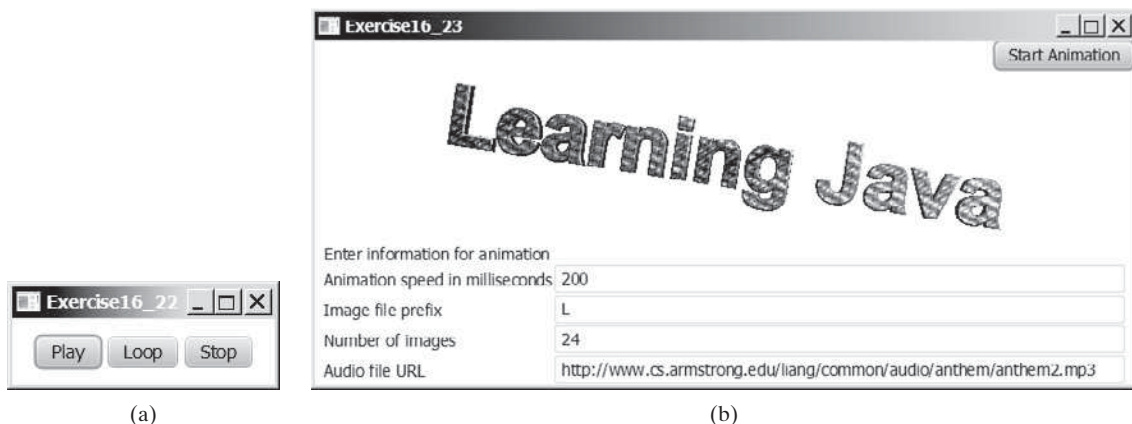 Exercise16_22
Play Loop Stop
(a)
Exercise16_23
Start Animation
Learning Java
Enter information for animation
Animation speed in milliseconds 200
Image file prefix L
Number of images 24
Audio file URL http://www.cs.armstrong.edu/liang/common/audio/anthem/anthem2.mp3
(b)